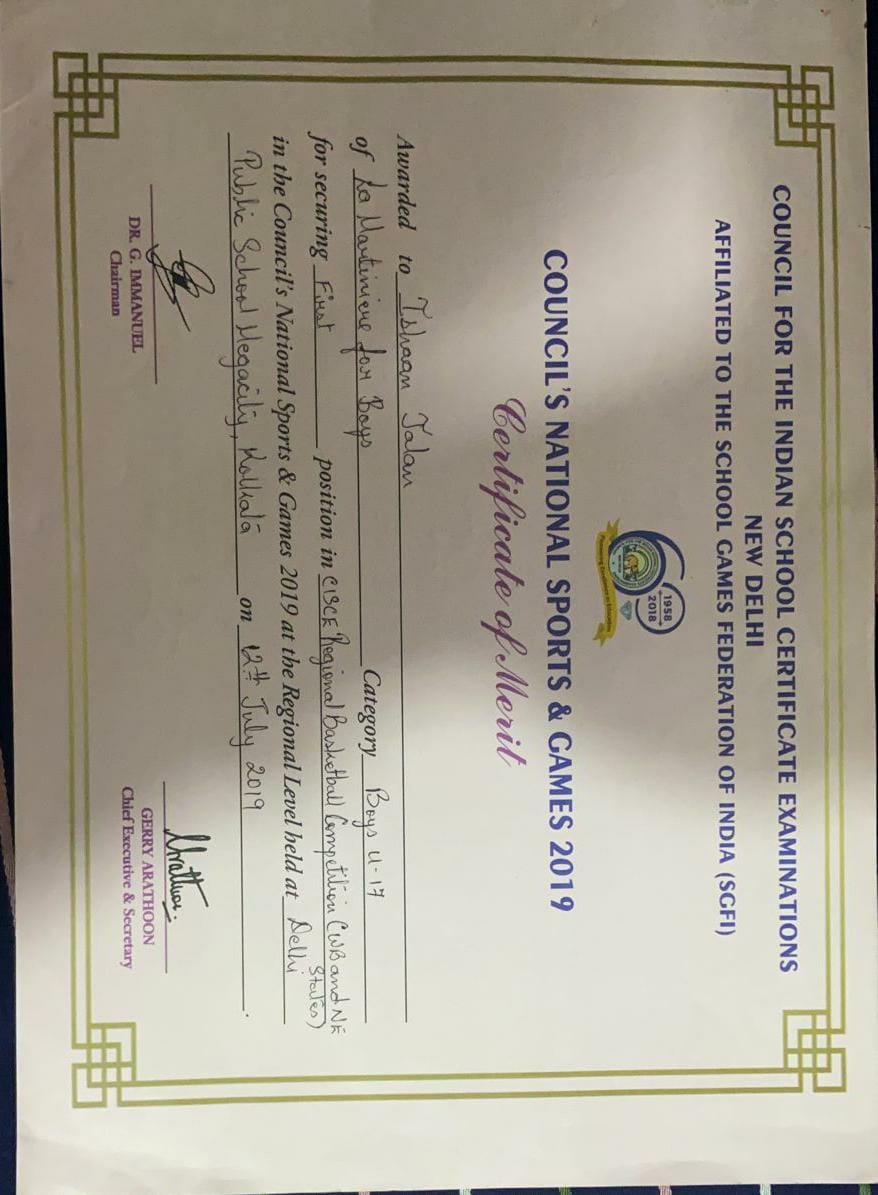 COUNCIL FOR THE INDIAN SCHOOL CERTIFICATE EXAMINATIONS
NEW DELHI
AFFILIATED TO THE SCHOOL GAMES FEDERATION OF INDIA (SGFI)
60
1958
2018
Pioneering Excellence in Education
COUNCIL'S NATIONAL SPORTS & GAMES 2019
Certificate of Merit
Awarded to Ishaan Jalan
of La Martiniere for Boys Category Boys U-17
for securing First position in CISCE Regional Basketball Competition (WB and NE States)
in the Council's National Sports & Games 2019 at the Regional Level held at Delhi
Public School Megacity, Kolkata on 12th July 2019.
DR. G. IMMANUEL
Chairman
GERRY ARATHOON
Chief Executive & Secretary